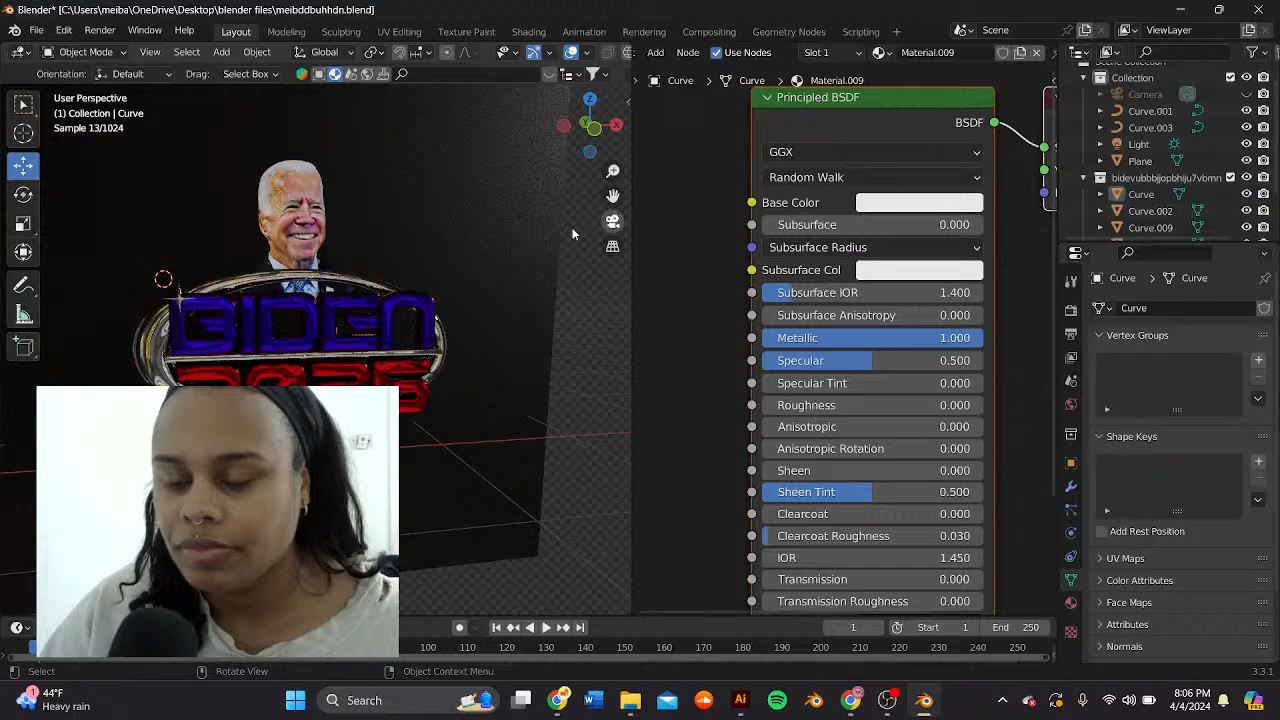 Blender* [C:\Users\meiba\OneDrive\Desktop\blender files\meibddbuhhdn.blend]
File Edit Render Window Help Layout Modeling Sculpting UV Editing Texture Paint Shading Animation Rendering Compositing Geometry Nodes Scripting Scene ViewLayer
Object Mode View Select Add Object Global Add Node Use Nodes Slot 1 Material.009
Orientation: Default Drag: Select Box
Curve Curve Material.009
User Perspective
(1) Collection | Curve
Sample 13/1024
Z
Y
X
BIDEN
Principled BSDF
BSDF
GGX
Random Walk
Base Color
Subsurface 0.000
Subsurface Radius
Subsurface Col
Subsurface IOR 1.400
Subsurface Anisotropy 0.000
Metallic 1.000
Specular 0.500
Specular Tint 0.000
Roughness 0.000
Anisotropic 0.000
Anisotropic Rotation 0.000
Sheen 0.000
Sheen Tint 0.500
Clearcoat 0.000
Clearcoat Roughness 0.030
IOR 1.450
Transmission 0.000
Transmission Roughness 0.000
Scene Collection
Collection
Camera
Curve.001
Curve.003
Light
Plane
bidevubbbjjopbhiju7vbmn
Curve
Curve.002
Curve.009
Curve Curve
Curve
Vertex Groups
Shape Keys
Add Rest Position
UV Maps
Color Attributes
Face Maps
Attributes
Normals
1 Start 1 End 250
100 110 120 130 140 150 160 170 180 190 200 210 220 230 240 250
Select Rotate View Object Context Menu 3.3.1
1
44°F
Heavy rain
Search
8:06 PM
4/4/2024